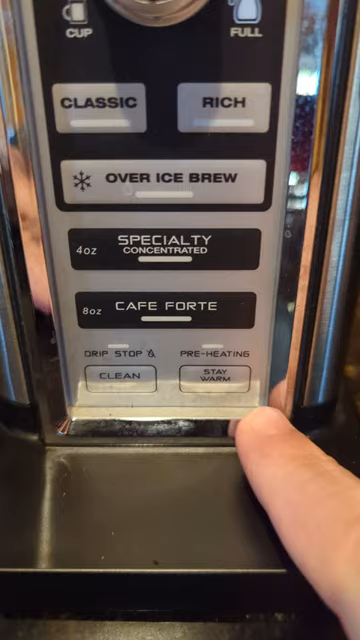 CUP
FULL
CLASSIC
RICH
OVER ICE BREW
4oz
SPECIALTY
CONCENTRATED
8oz
CAFE FORTE
DRIP STOP
PRE-HEATING
CLEAN
STAY
WARM